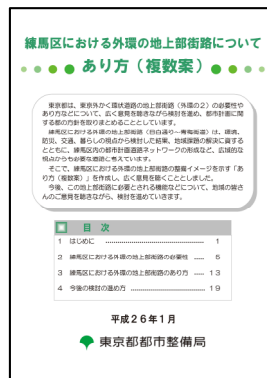 練馬区における外環の地上部街路について
あり方（複数案）
東京都は、東京外かく環状道路の地上部街路（外環の２）の必要性や
あり方などについて、広く意見を聴きながら検討を進め、都市計画に関
する都の方針を取りまとめることとしています。
練馬区における外環の地上部街路（目白通り～青梅街道）は、環境、
防災、交通、暮らしの視点から検討した結果、地域課題の解決に資する
とともに、練馬区内の都市計画道路ネットワークの形成など、広域的な
視点からも必要な道路と考えています。
そこで、練馬区における外環の地上部街路の整備イメージを示す「あ
り方（複数案）」を作成し、広く意見を聴くことにしました。
今後、この地上部街路に必要とされる機能などについて、地域の皆さ
んのご意見を聴きながら、検討を進めていきます。
目 次
1 はじめに ………………… 1
2 練馬区における外環の地上部街路の必要性 …… 5
3 練馬区における外環の地上部街路のあり方 … 13
4 今後の検討の進め方 ………… 19
平成２６年１月
東京都都市整備局